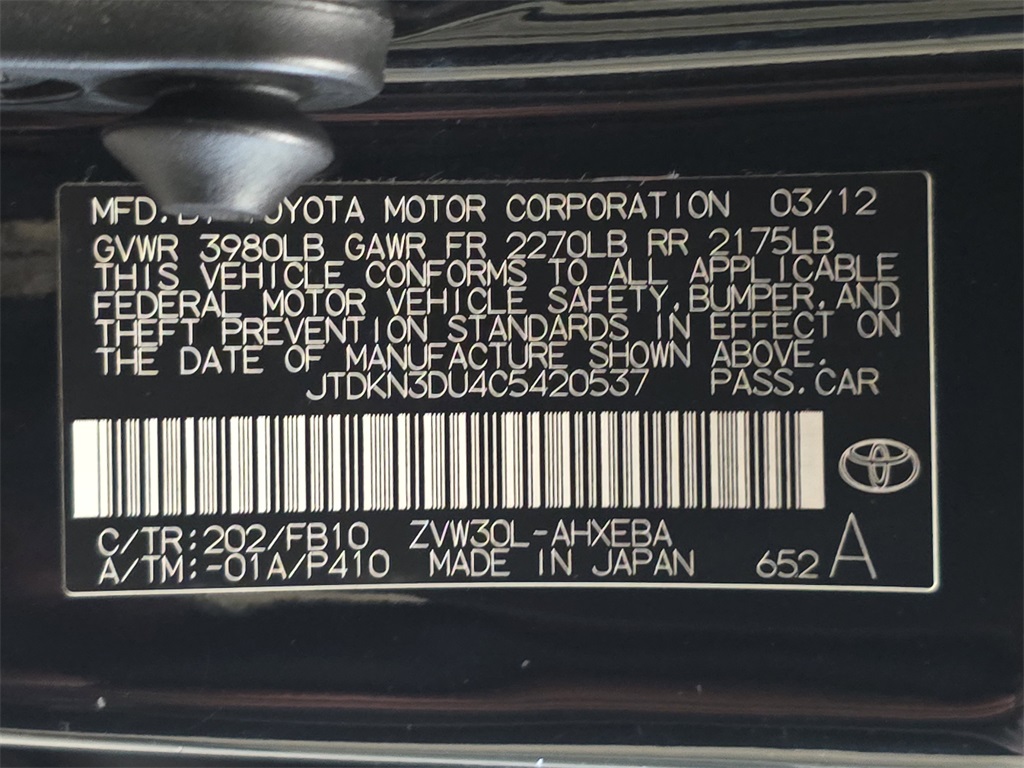 MFD. TOYOTA MOTOR CORPORATION 03/12
GVWR 3980LB GAWR FR 2270LB RR 2175LB
THIS VEHICLE CONFORMS TO ALL APPLICABLE
FEDERAL MOTOR VEHICLE SAFETY, BUMPER, AND
THEFT PREVENTION STANDARDS IN EFFECT ON
THE DATE OF MANUFACTURE SHOWN ABOVE.
JTDKN3DU4C5420537 PASS. CAR
C/TR:202/FB10 ZVW30L-AHXEBA
A/TM:-01A/P410 MADE IN JAPAN 652 A